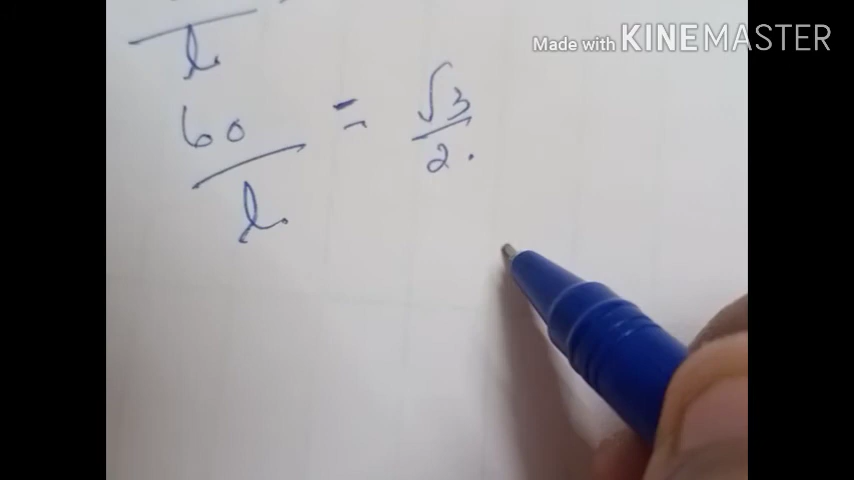 Made with KINEMASTER
l
60 = √3
l 2.